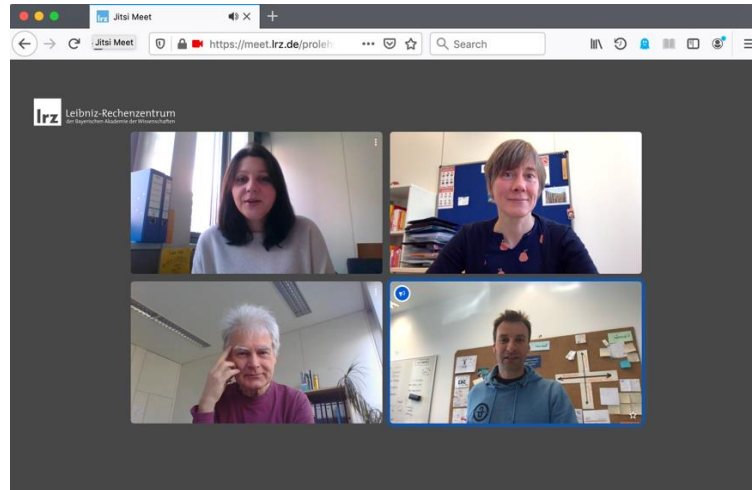 Jitsi Meet
Jitsi Meet
https://meet.lrz.de/proleh
Search
lrz
Leibniz-Rechenzentrum
der Bayerischen Akademie der Wissenschaften